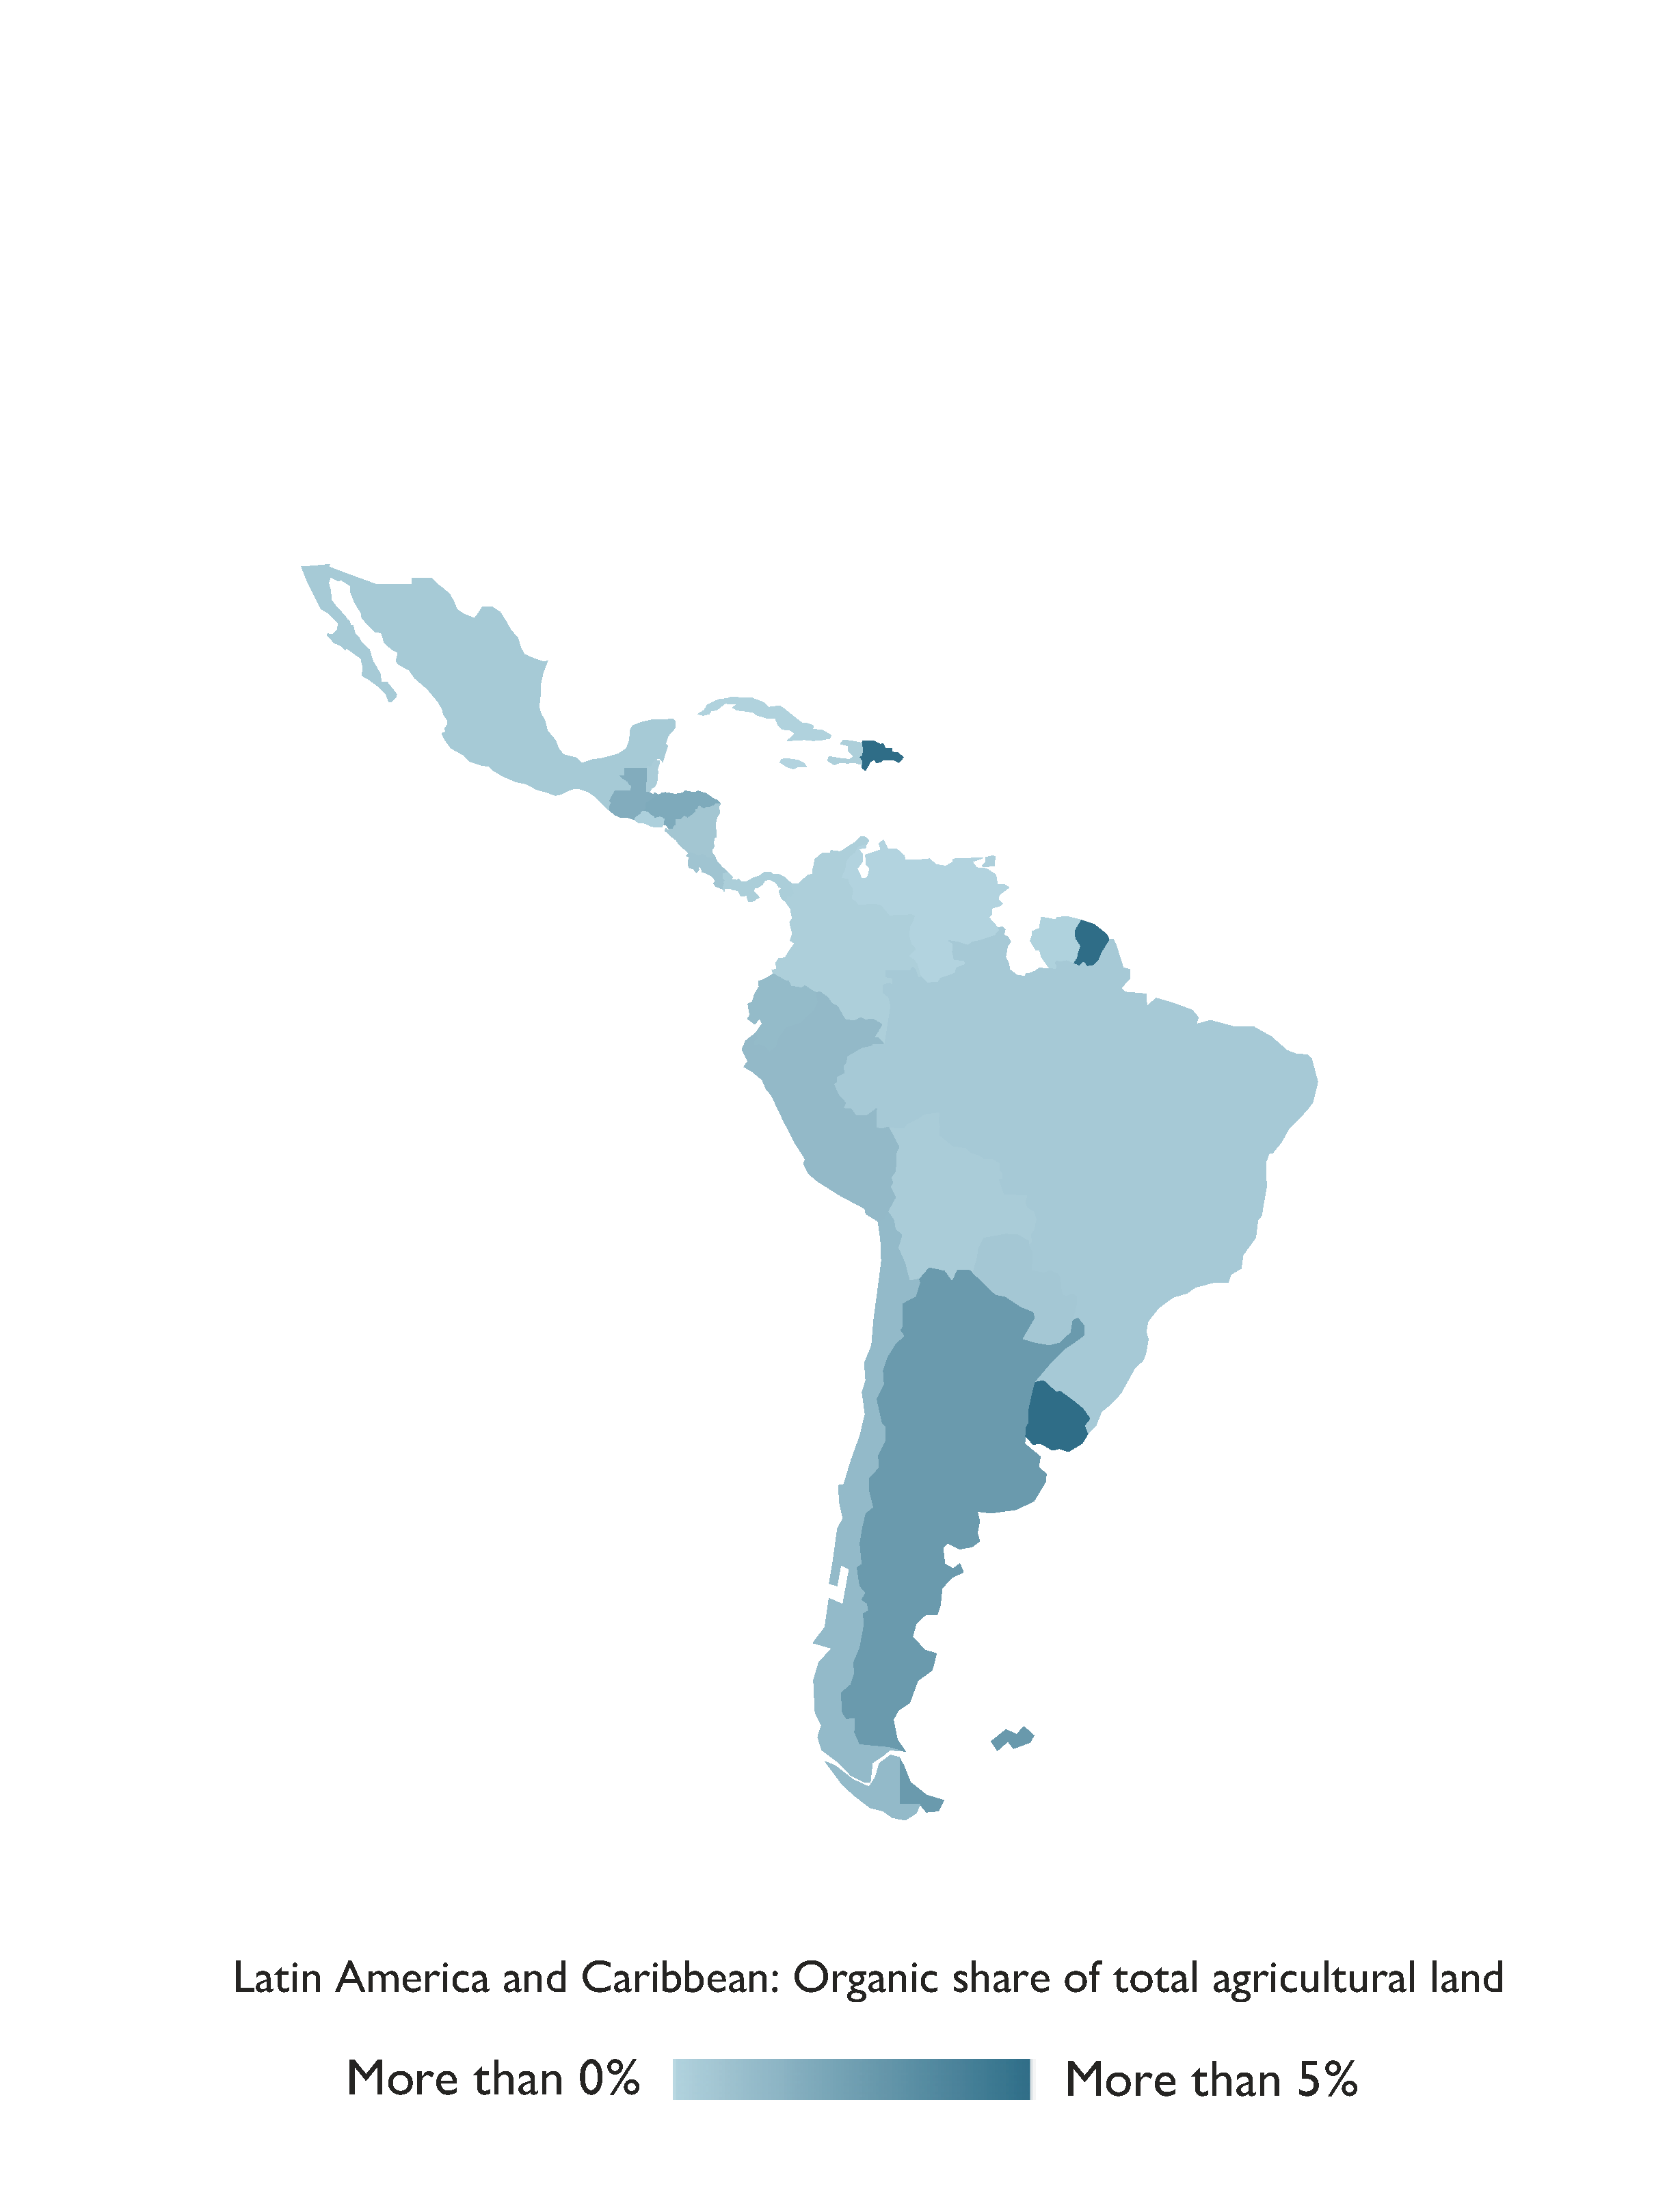 Latin America and Caribbean: Organic share of total agricultural land
More than 0% More than 5%